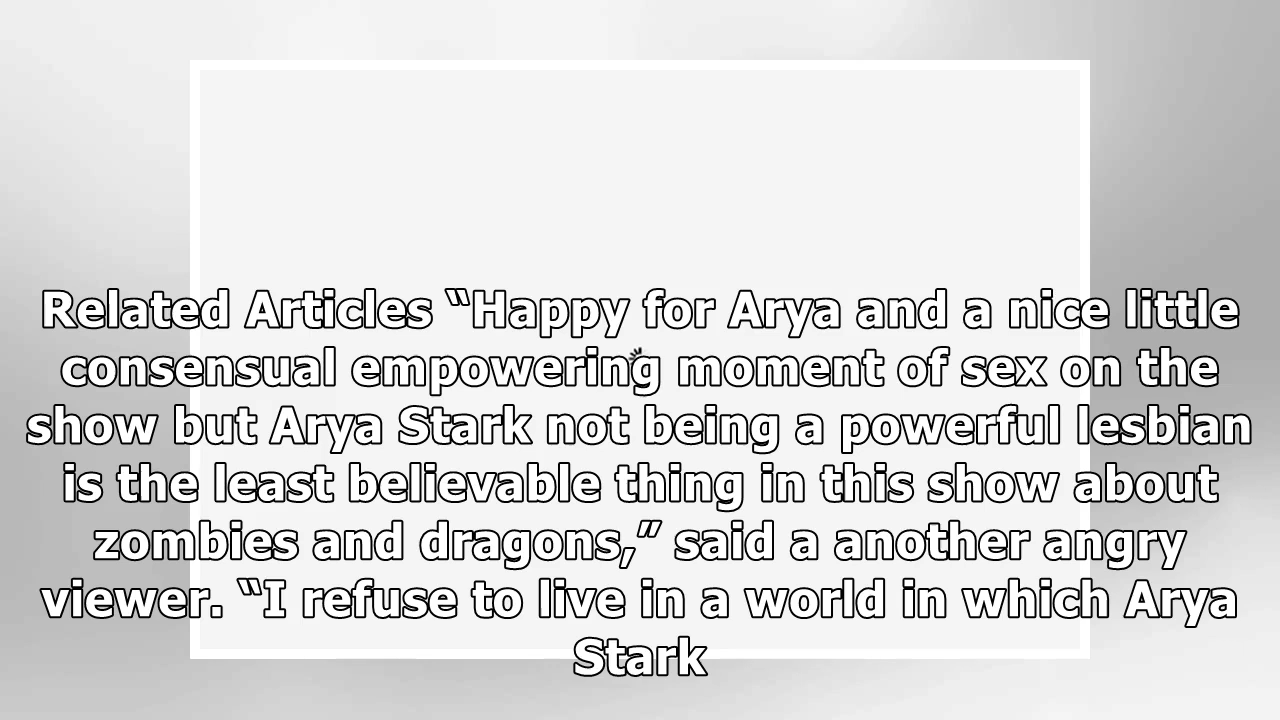 Related Articles “Happy for Arya and a nice little
consensual empowering moment of sex on the
show but Arya Stark not being a powerful lesbian
is the least believable thing in this show about
zombies and dragons,” said a another angry
viewer. “I refuse to live in a world in which Arya
Stark